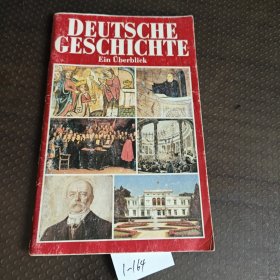 DEUTSCHE
GESCHICHTE
Ein Überblick
1-164